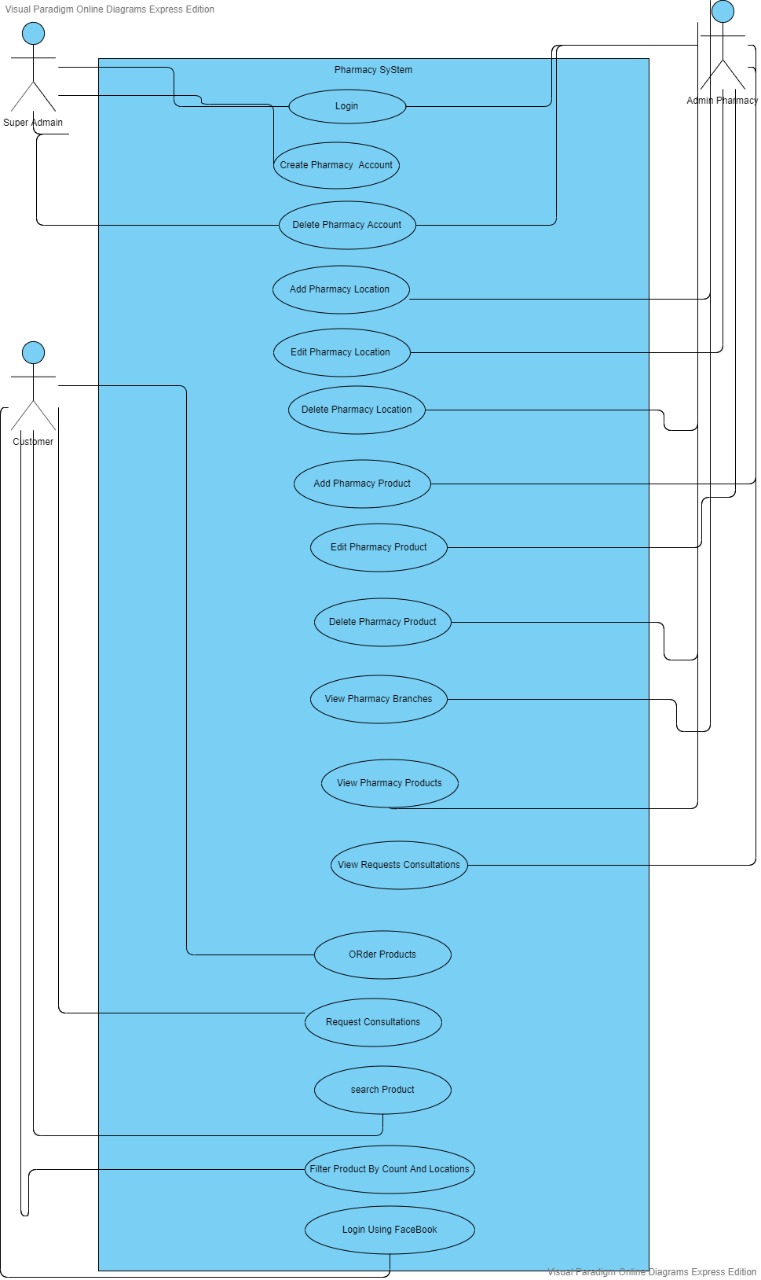 Visual Paradigm Online Diagrams Express Edition
Pharmacy SyStem
Login
Admin Pharmacy
Super Admain
Create Pharmacy Account
Delete Pharmacy Account
Add Pharmacy Location
Edit Pharmacy Location
Delete Pharmacy Location
Customer
Add Pharmacy Product
Edit Pharmacy Product
Delete Pharmacy Product
View Pharmacy Branches
View Pharmacy Products
View Requests Consultations
ORder Products
Request Consultations
search Product
Filter Product By Count And Locations
Login Using FaceBook
Visual Paradigm Online Diagrams Express Edition